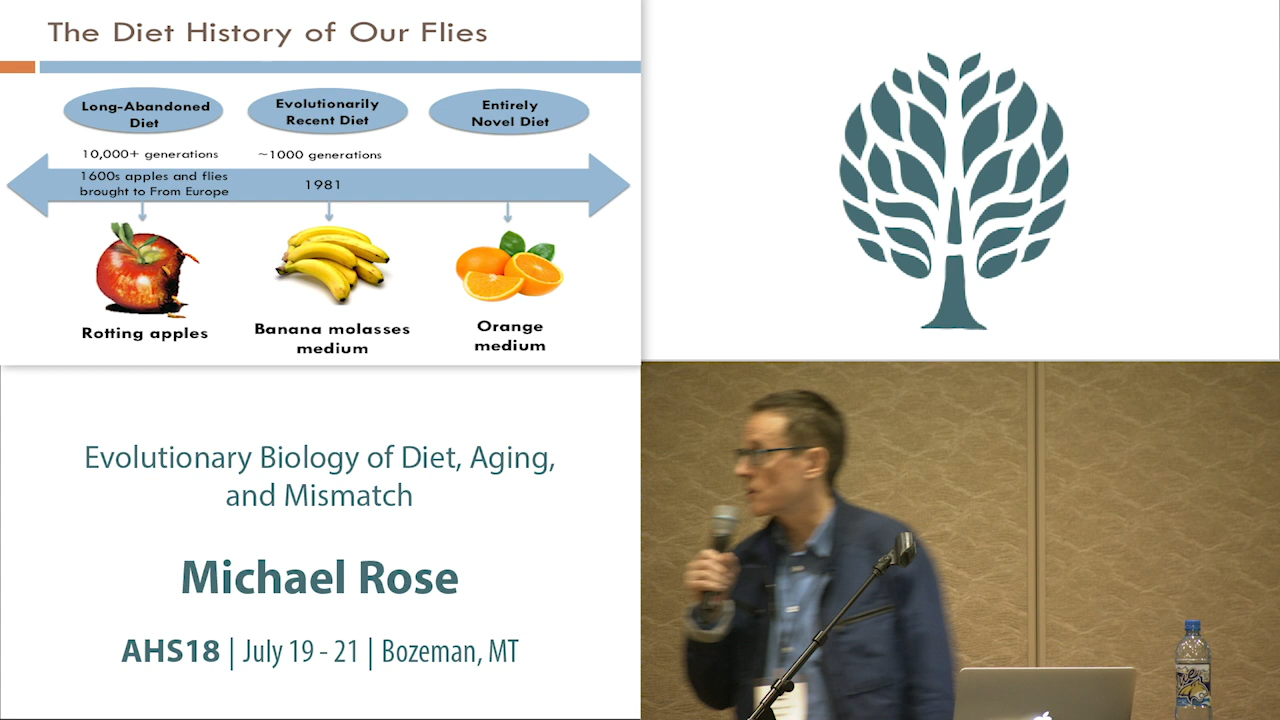 The Diet History of Our Flies
Long-Abandoned
Diet
Evolutionarily
Recent Diet
Entirely
Novel Diet
10,000+ generations
~1000 generations
1600s apples and flies
brought to From Europe
1981
Rotting apples
Banana molasses
medium
Orange
medium
Evolutionary Biology of Diet, Aging,
and Mismatch
Michael Rose
AHS18 | July 19 - 21 | Bozeman, MT